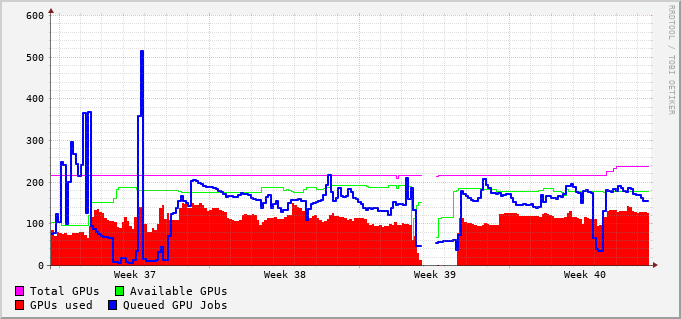 600
500
400
300
200
100
0
Week 37 Week 38 Week 39 Week 40
Total GPUs Available GPUs
GPUs used Queued GPU Jobs
RRDTOOL / TOBI OETIKER